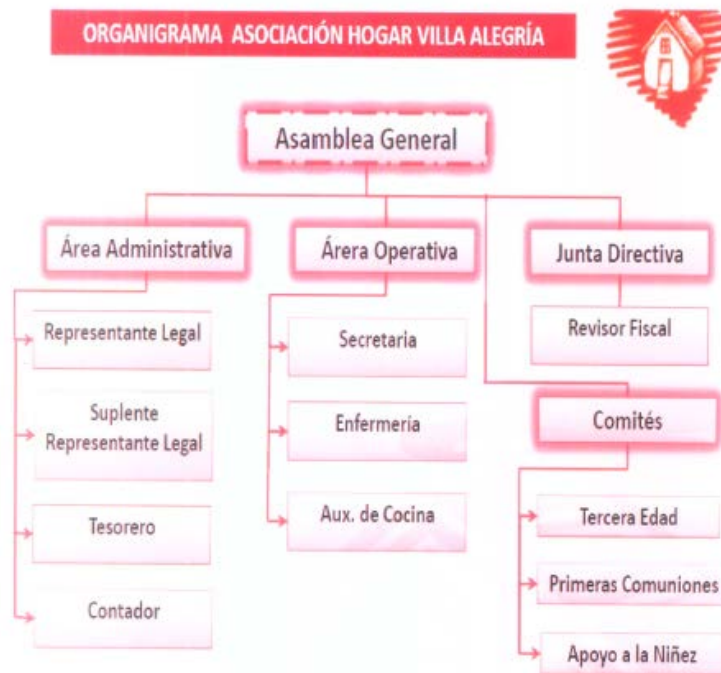 ORGANIGRAMA ASOCIACIÓN HOGAR VILLA ALEGRÍA
Asamblea General
Área Administrativa
Árera Operativa
Junta Directiva
Representante Legal
Secretaria
Revisor Fiscal
Suplente
Representante Legal
Enfermería
Comités
Tesorero
Aux. de Cocina
Tercera Edad
Contador
Primeras Comuniones
Apoyo a la Niñez